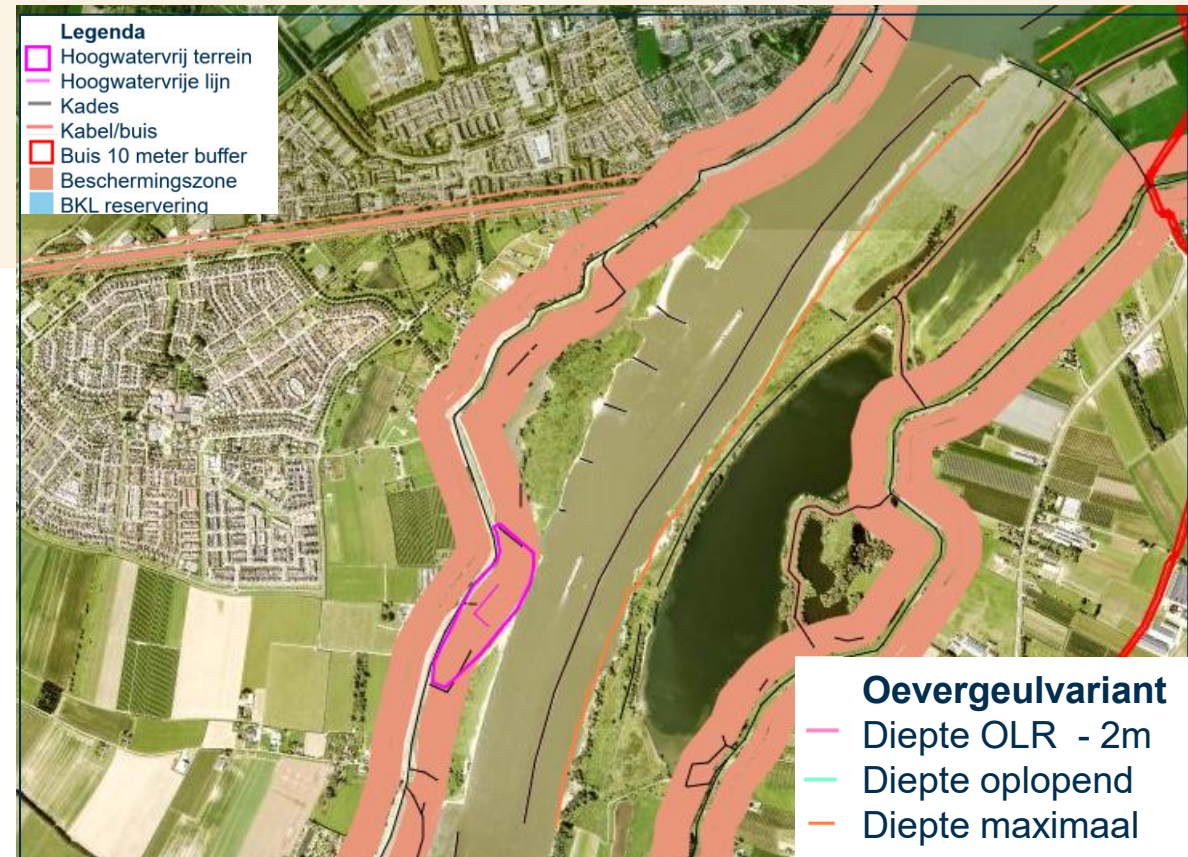 Legenda
Hoogwatervrij terrein
Hoogwatervrije lijn
Kades
Kabel/buis
Buis 10 meter buffer
Beschermingszone
BKL reservering
Oevergeulvariant
Diepte OLR - 2m
Diepte oplopend
Diepte maximaal